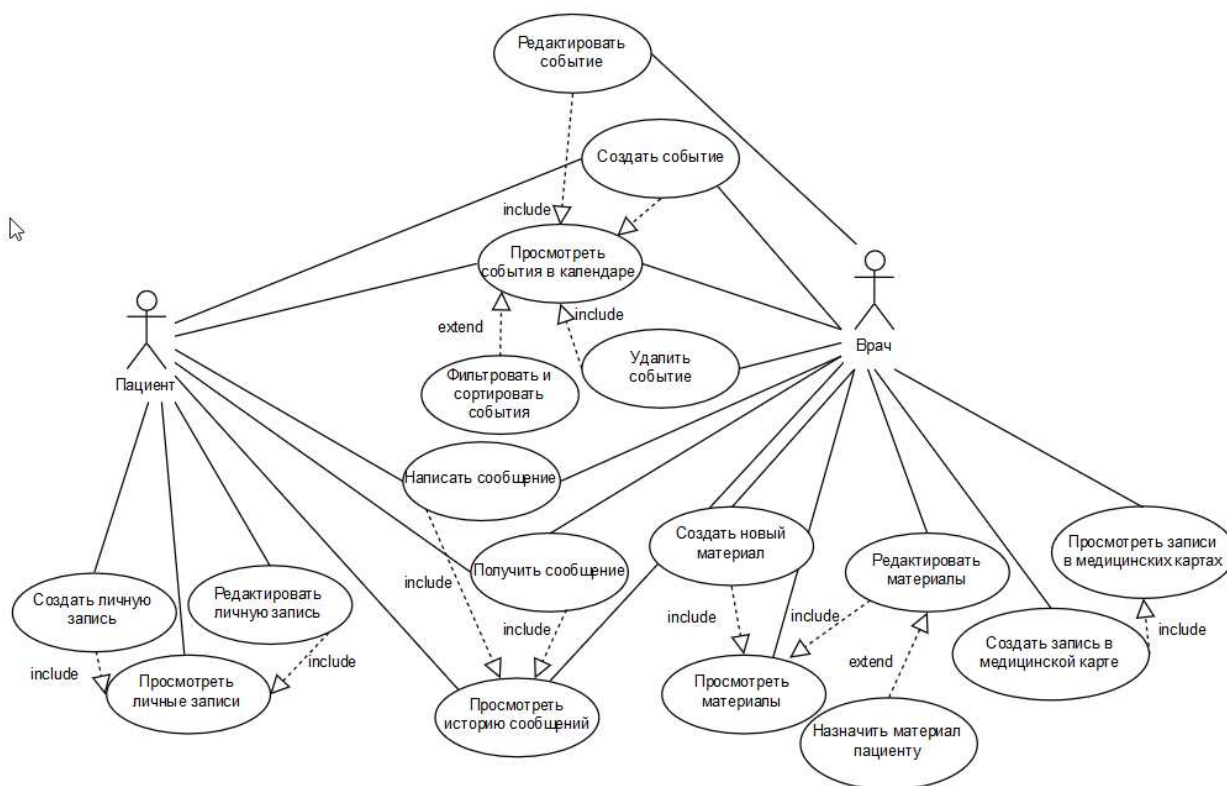 Редактировать
событие
Создать событие
include
Просмотреть
события в календаре
extend
include
Врач
Пациент
Фильтровать и
сортировать
события
Удалить
событие
Написать сообщение
Создать новый
материал
Просмотреть записи
в медицинских картах
Получить сообщение
Редактировать
материалы
include
Создать личную
запись
Редактировать
личную запись
include
include
include
include
Создать запись в
медицинской карте
extend
include
include
Просмотреть
личные записи
Просмотреть
историю сообщений
Просмотреть
материалы
Назначить материал
пациенту